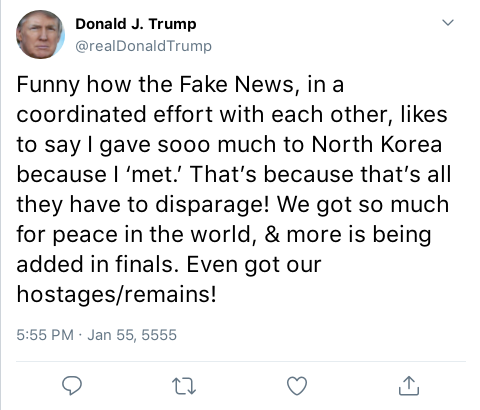 Donald J. Trump
@realDonaldTrump
Funny how the Fake News, in a
coordinated effort with each other, likes
to say I gave sooo much to North Korea
because I ‘met.’ That’s because that’s all
they have to disparage! We got so much
for peace in the world, & more is being
added in finals. Even got our
hostages/remains!
5:55 PM · Jan 55, 5555